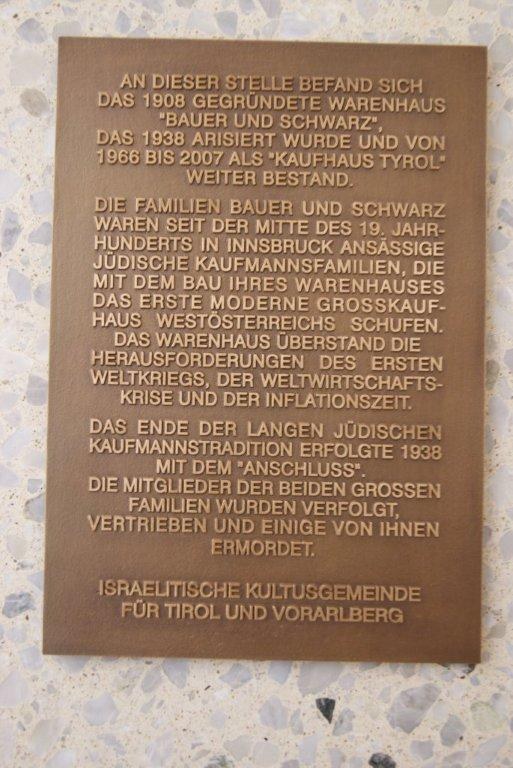 AN DIESER STELLE BEFAND SICH
DAS 1908 GEGRÜNDETE WARENHAUS
"BAUER UND SCHWARZ",
DAS 1938 ARISIERT WURDE UND VON
1966 BIS 2007 ALS "KAUFHAUS TYROL"
WEITER BESTAND.
DIE FAMILIEN BAUER UND SCHWARZ
WAREN SEIT DER MITTE DES 19. JAHR-
HUNDERTS IN INNSBRUCK ANSÄSSIGE
JÜDISCHE KAUFMANNSFAMILIEN, DIE
MIT DEM BAU IHRES WARENHAUSES
DAS ERSTE MODERNE GROSSKAUF-
HAUS WESTÖSTERREICHS SCHUFEN.
DAS WARENHAUS ÜBERSTAND DIE
HERAUSFORDERUNGEN DES ERSTEN
WELTKRIEGS, DER WELTWIRTSCHAFTS-
KRISE UND DER INFLATIONSZEIT.
DAS ENDE DER LANGEN JÜDISCHEN
KAUFMANNSTRADITION ERFOLGTE 1938
MIT DEM "ANSCHLUSS".
DIE MITGLIEDER DER BEIDEN GROSSEN
FAMILIEN WURDEN VERFOLGT,
VERTRIEBEN UND EINIGE VON IHNEN
ERMORDET.
ISRAELITISCHE KULTUSGEMEINDE
FÜR TIROL UND VORARLBERG